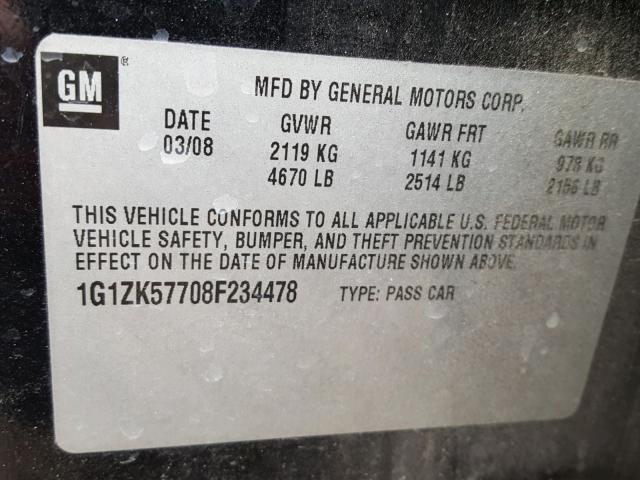 GM ®
MFD BY GENERAL MOTORS CORP.
DATE GVWR GAWR FRT GAWR RR
03/08 2119 KG 1141 KG 978 KG
4670 LB 2514 LB 2156 LB
THIS VEHICLE CONFORMS TO ALL APPLICABLE U.S. FEDERAL MOTOR
VEHICLE SAFETY, BUMPER, AND THEFT PREVENTION STANDARDS IN
EFFECT ON THE DATE OF MANUFACTURE SHOWN ABOVE.
1G1ZK57708F234478 TYPE: PASS CAR